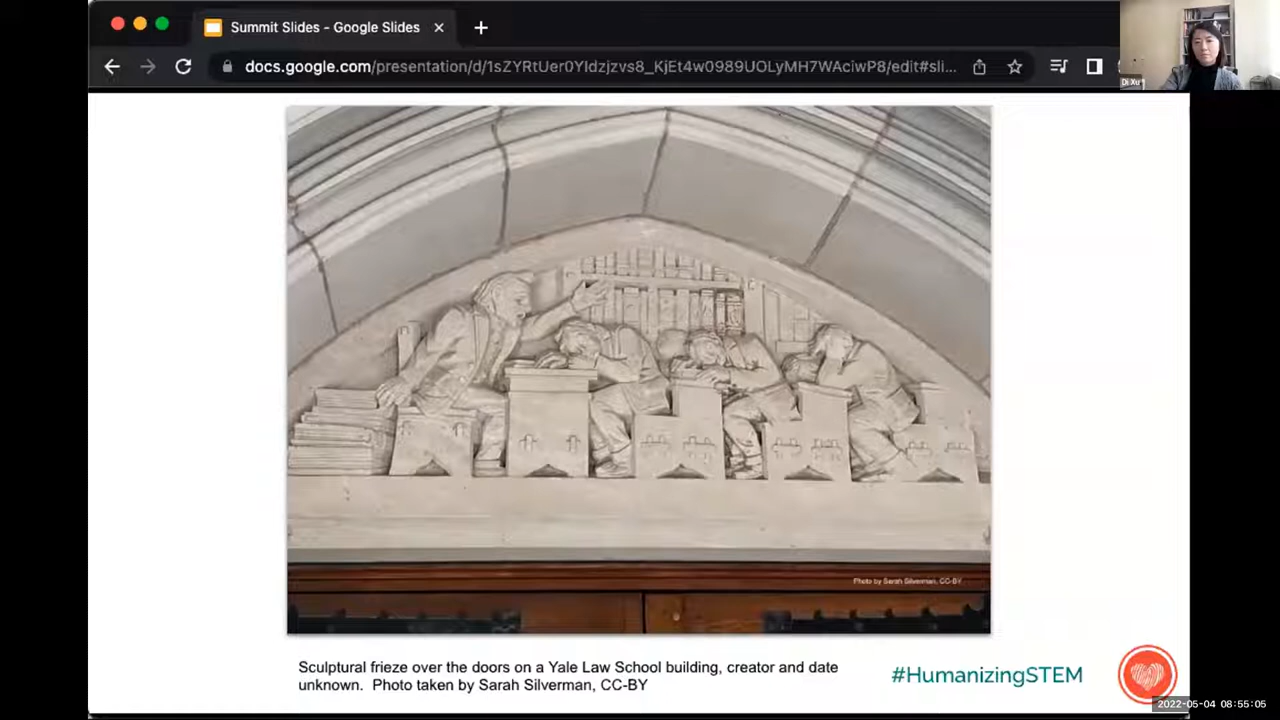 Summit Slides - Google Slides
docs.google.com/presentation/d/1sZYRtUer0YIdzjzvs8_KjEt4w0989UOLyMH7WAciwP8/edit#sli...
Di Xu
Photo by Sarah Silverman, CC-BY
Sculptural frieze over the doors on a Yale Law School building, creator and date
unknown. Photo taken by Sarah Silverman, CC-BY
#HumanizingSTEM
2022-05-04 08:55:05